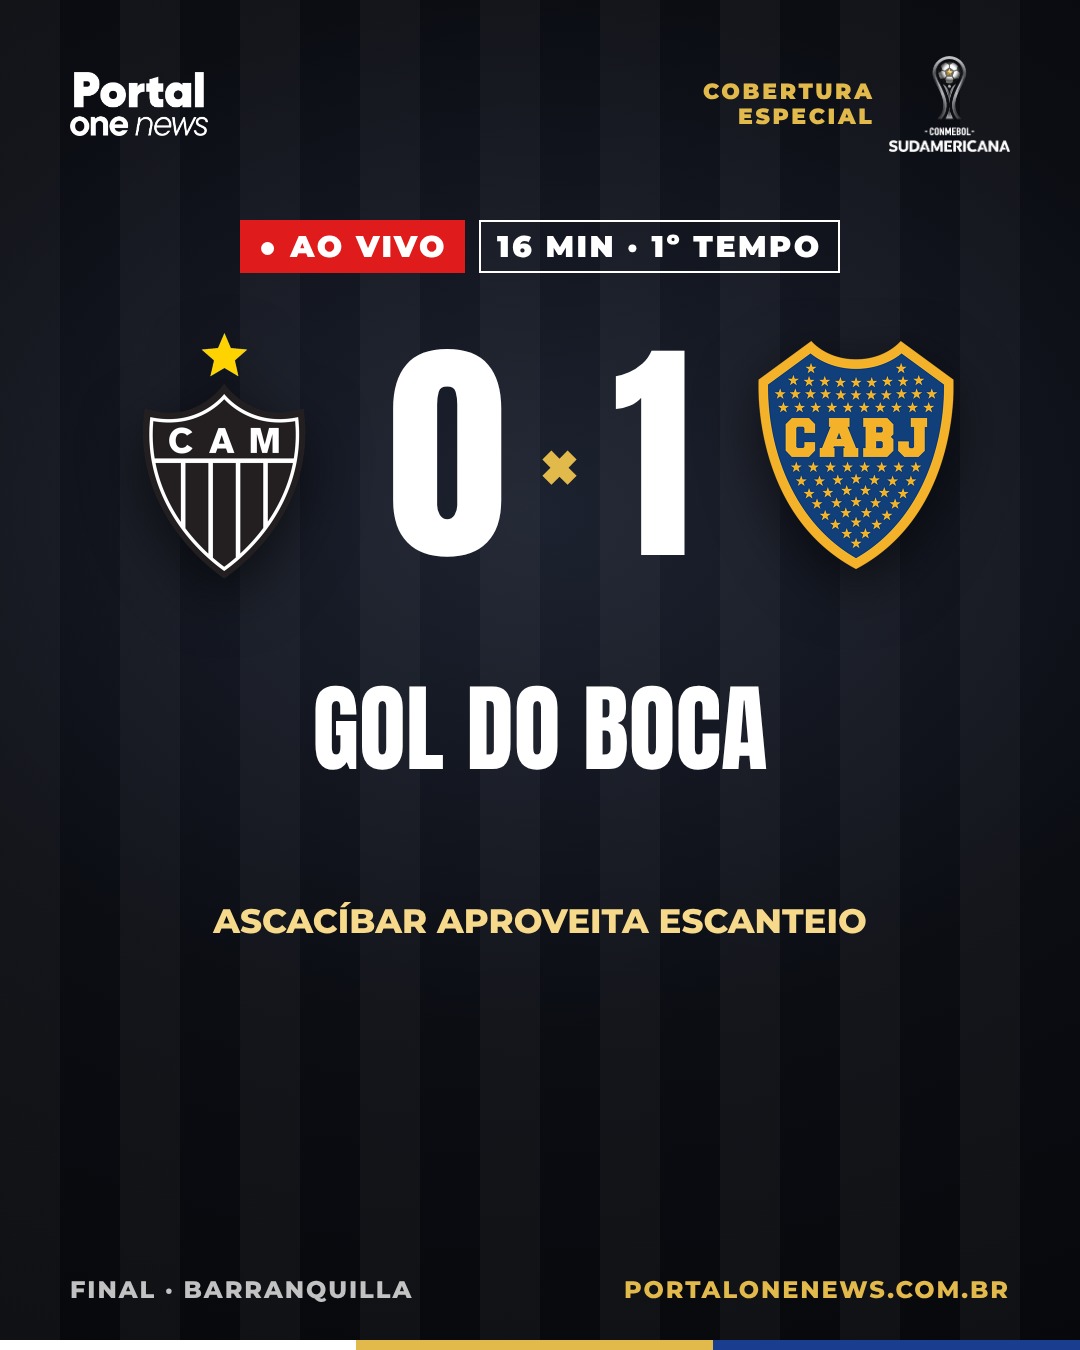 Portal
one news
COBERTURA
ESPECIAL
-CONMEBOL-
SUDAMERICANA
• AO VIVO
16 MIN · 1º TEMPO
CAM
0 × 1
CABJ
GOL DO BOCA
ASCACÍBAR APROVEITA ESCANTEIO
FINAL · BARRANQUILLA
PORTALONENEWS.COM.BR